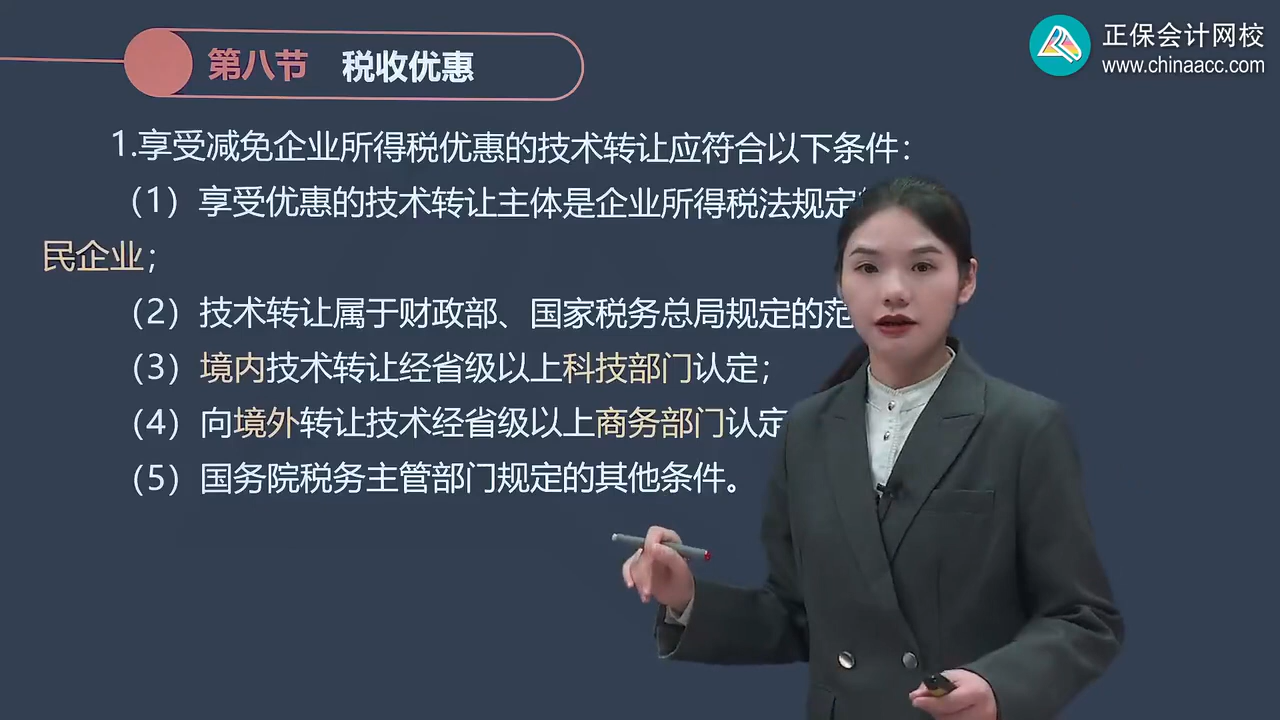 第八节 税收优惠
正保会计网校
www.chinaacc.com
1.享受减免企业所得税优惠的技术转让应符合以下条件：
（1）享受优惠的技术转让主体是企业所得税法规定
民企业；
（2）技术转让属于财政部、国家税务总局规定的范
（3）境内技术转让经省级以上科技部门认定；
（4）向境外转让技术经省级以上商务部门认定
（5）国务院税务主管部门规定的其他条件。